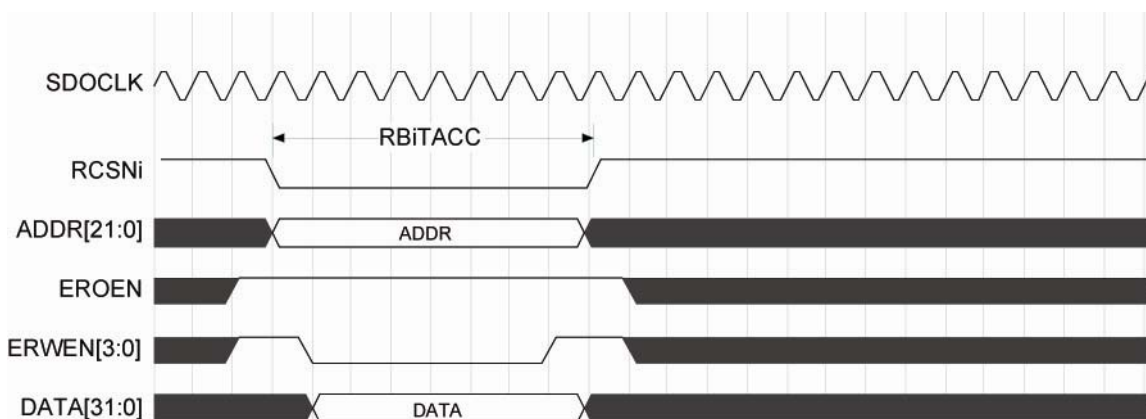 SDOCLK
RBiTACC
RCSNi
ADDR[21:0]
ADDR
EROEN
ERWEN[3:0]
DATA[31:0]
DATA